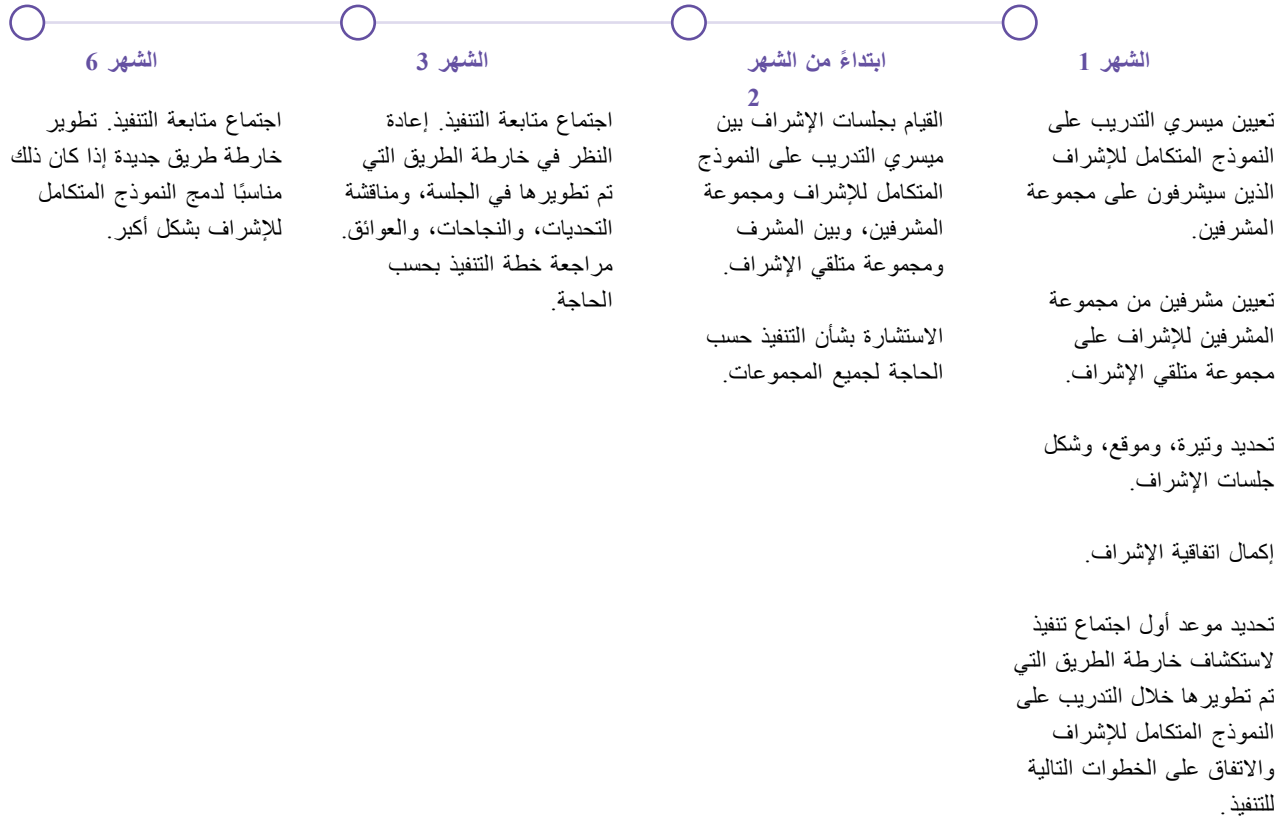 الشهر 1
تعيين ميسري التدريب على
النموذج المتكامل للإشراف
الذين سيشرفون على مجموعة
المشرفين.
تعيين مشرفين من مجموعة
المشرفين للإشراف على
مجموعة متلقي الإشراف.
تحديد وتيرة، وموقع، وشكل
جلسات الإشراف.
إكمال اتفاقية الإشراف.
تحديد موعد أول اجتماع تنفيذ
لاستكشاف خارطة الطريق التي
تم تطويرها خلال التدريب على
النموذج المتكامل للإشراف
والاتفاق على الخطوات التالية
للتنفيذ.
ابتداءً من الشهر
2
القيام بجلسات الإشراف بين
ميسري التدريب على النموذج
المتكامل للإشراف ومجموعة
المشرفين، وبين المشرف
ومجموعة متلقي الإشراف.
الاستشارة بشأن التنفيذ حسب
الحاجة لجميع المجموعات.
الشهر 3
اجتماع متابعة التنفيذ. إعادة
النظر في خارطة الطريق التي
تم تطويرها في الجلسة، ومناقشة
التحديات، والنجاحات، والعوائق.
مراجعة خطة التنفيذ بحسب
الحاجة.
الشهر 6
اجتماع متابعة التنفيذ. تطوير
خارطة طريق جديدة إذا كان ذلك
مناسبًا لدمج النموذج المتكامل
للإشراف بشكل أكبر.